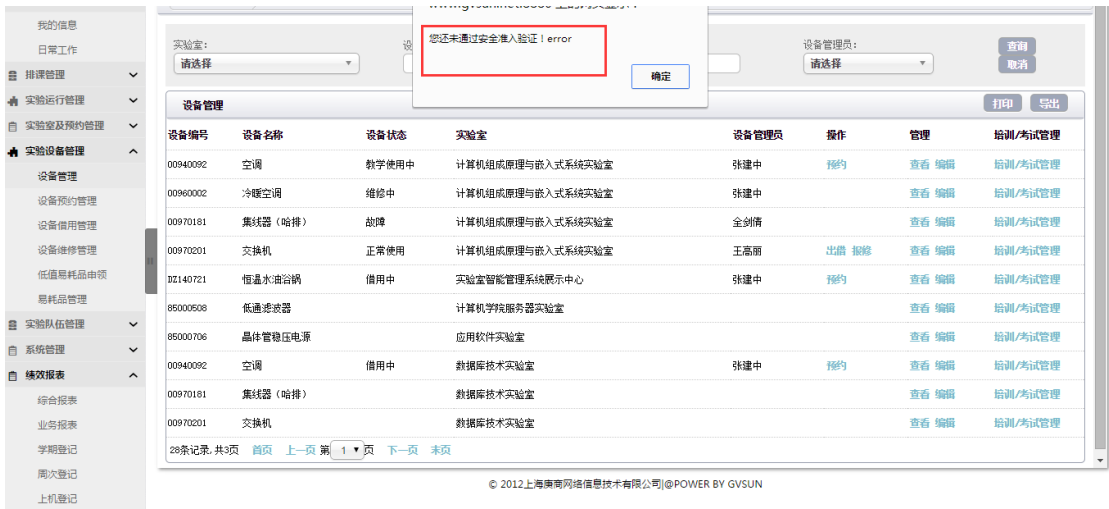 我的信息
日常工作
排课管理
实验运行管理
实验室及预约管理
实验设备管理
设备管理
设备预约管理
设备借用管理
设备维修管理
低值易耗品申领
易耗品管理
实验队伍管理
系统管理
绩效报表
综合报表
业务报表
学期登记
周次登记
上机登记
您还未通过安全准入验证！error
确定
实验室： 设 设备管理员：
请选择 请选择
查询
取消
设备管理 打印 导出
设备编号 设备名称 设备状态 实验室 设备管理员 操作 管理 培训/考试管理
00940092 空调 教学使用中 计算机组成原理与嵌入式系统实验室 张建中 预约 查看 编辑 培训/考试管理
00960002 冷暖空调 维修中 计算机组成原理与嵌入式系统实验室 张建中 查看 编辑 培训/考试管理
00970181 集线器（哈排） 故障 计算机组成原理与嵌入式系统实验室 全剑倩 查看 编辑 培训/考试管理
00970201 交换机 正常使用 计算机组成原理与嵌入式系统实验室 王高丽 出借 报修 查看 编辑 培训/考试管理
DZ140721 恒温水油浴锅 借用中 实验室智能管理系统展示中心 张建中 预约 查看 编辑 培训/考试管理
85000508 低通滤波器 计算机学院服务器实验室 查看 编辑 培训/考试管理
85000706 晶体管稳压电源 应用软件实验室 查看 编辑 培训/考试管理
00940092 空调 借用中 数据库技术实验室 张建中 预约 查看 编辑 培训/考试管理
00970181 集线器（哈排） 数据库技术实验室 查看 编辑 培训/考试管理
00970201 交换机 数据库技术实验室 查看 编辑 培训/考试管理
28条记录,共3页 首页 上一页 第 1 页 下一页 末页
© 2012上海庚商网络信息技术有限公司|@POWER BY GVSUN